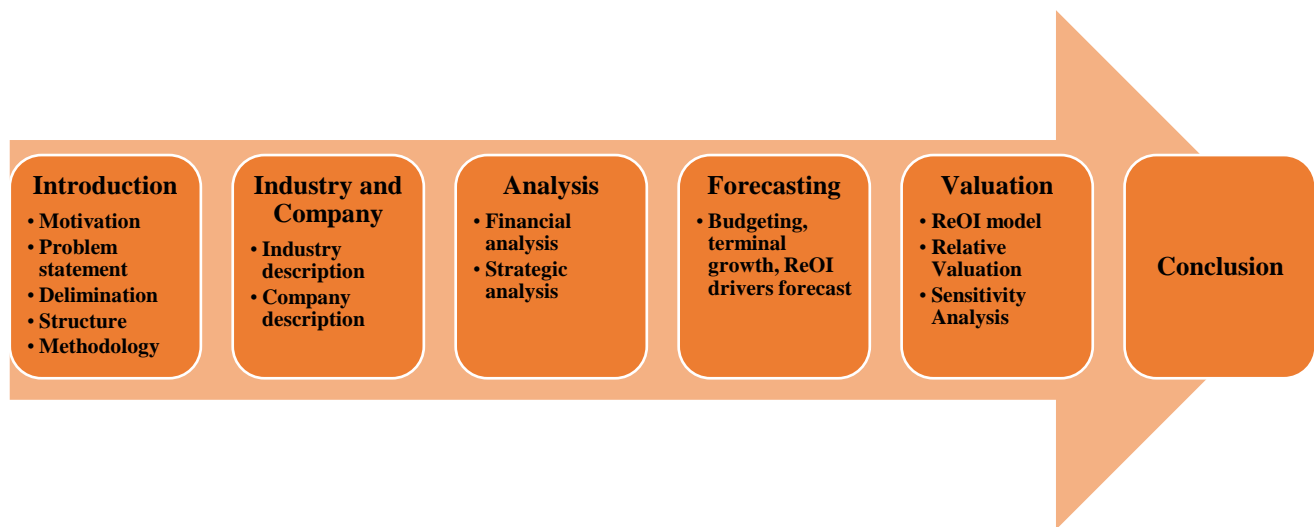 Introduction
• Motivation
• Problem
statement
• Delimination
• Structure
• Methodology
Industry and
Company
• Industry
description
• Company
description
Analysis
• Financial
analysis
• Strategic
analysis
Forecasting
• Budgeting,
terminal
growth, ReOI
drivers forecast
Valuation
• ReOI model
• Relative
Valuation
• Sensitivity
Analysis
Conclusion